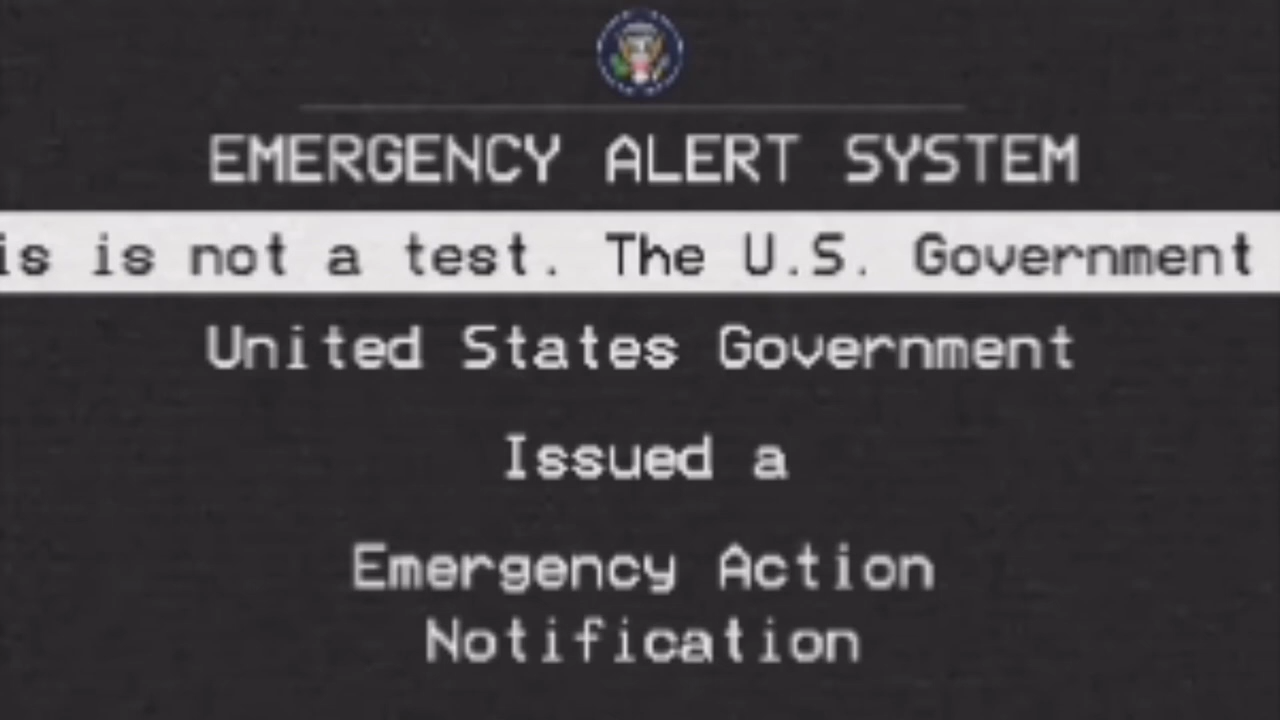 EMERGENCY ALERT SYSTEM
is is not a test. The U.S. Government
United States Government
Issued a
Emergency Action
Notification